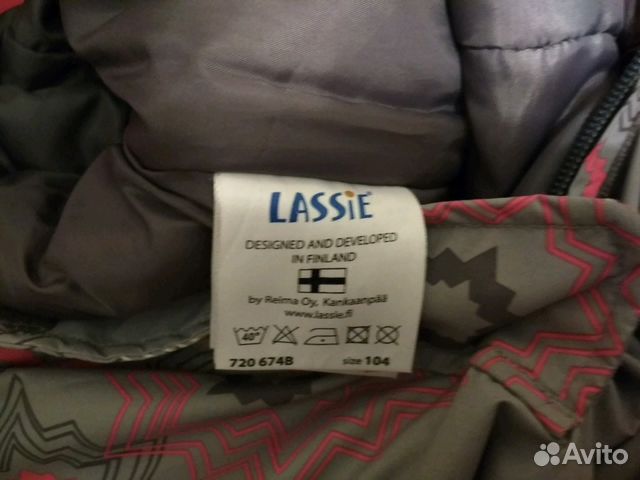 LASSiE
DESIGNED AND DEVELOPED
IN FINLAND
by Reima Oy, Kankaanpää
www.lassie.fi
40°
720 674B size 104
Avito